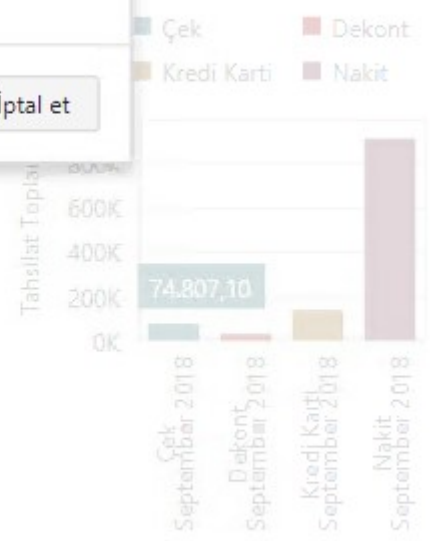 Çek
Dekont
Kredi Karti
Nakit
İptal et
Tahsilat
800K
600K
400K
200K
0K
74.807,10
Çek
September 2018
Dekont
September 2018
Kredi Karti
September 2018
Nakit
September 2018